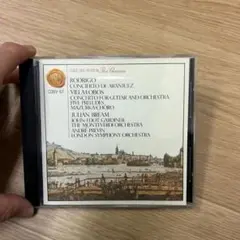 RODRIGO
CONCIERTO DE ARANJUEZ
VILLA-LOBOS
CONCERTO FOR GUITAR AND ORCHESTRA
FIVE PRELUDES
MAZURKA-CHORO
JULIAN BREAM
JOHN ELIOT GARDINER
THE MONTEVERDI ORCHESTRA
ANDRÉ PREVIN
LONDON SYMPHONY ORCHESTRA